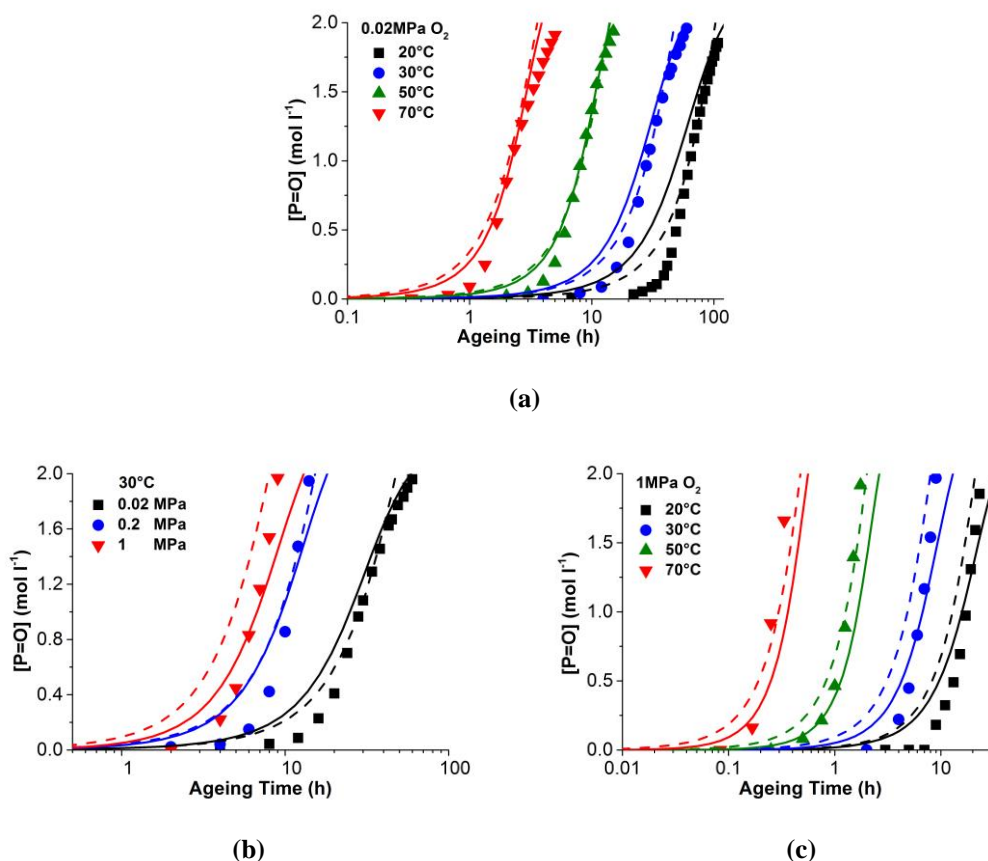 2.0
1.5
1.0
0.5
0.0
[P=O] (mol l⁻¹)
0.02MPa O₂
20°C
30°C
50°C
70°C
0.1 1 10 100
Ageing Time (h)
(a)
2.0
1.6
1.2
0.8
0.4
0.0
[P=O] (mol l⁻¹)
30°C
0.02 MPa
0.2 MPa
1 MPa
1 10 100
Ageing Time (h)
(b)
2.0
1.5
1.0
0.5
0.0
[P=O] (mol l⁻¹)
1MPa O₂
20°C
30°C
50°C
70°C
0.01 0.1 1 10
Ageing Time (h)
(c)